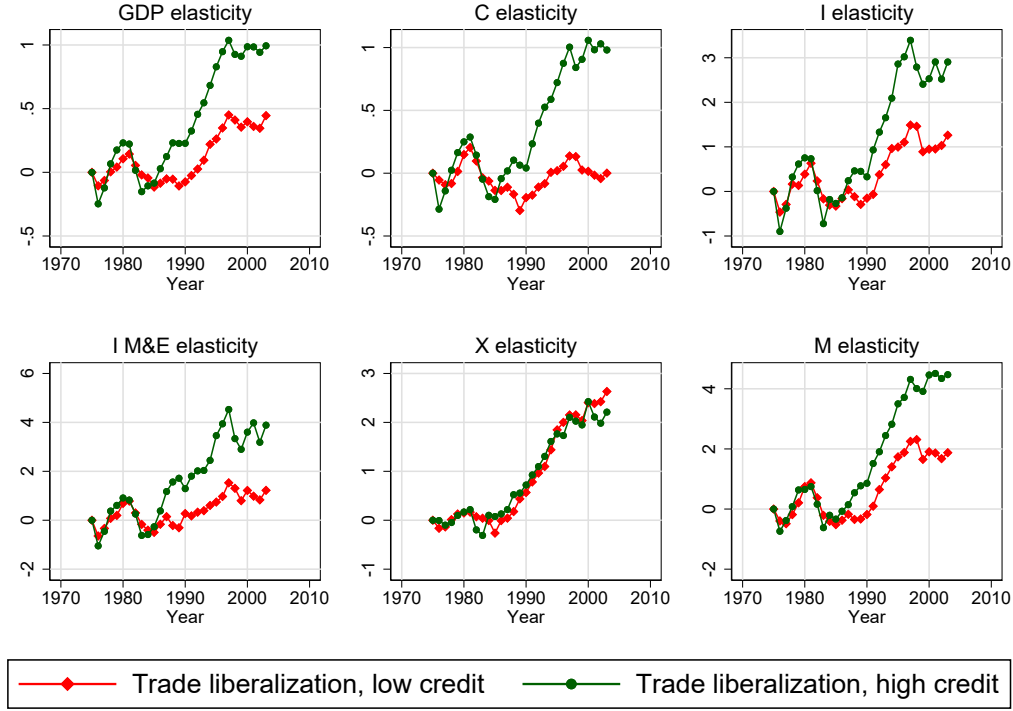 GDP elasticity
1
.5
0
-.5
1970 1980 1990 2000 2010
Year
C elasticity
1
.5
0
-.5
1970 1980 1990 2000 2010
Year
I elasticity
3
2
1
0
-1
1970 1980 1990 2000 2010
Year
I M&E elasticity
6
4
2
0
-2
1970 1980 1990 2000 2010
Year
X elasticity
3
2
1
0
-1
1970 1980 1990 2000 2010
Year
M elasticity
4
2
0
-2
1970 1980 1990 2000 2010
Year
Trade liberalization, low credit
Trade liberalization, high credit